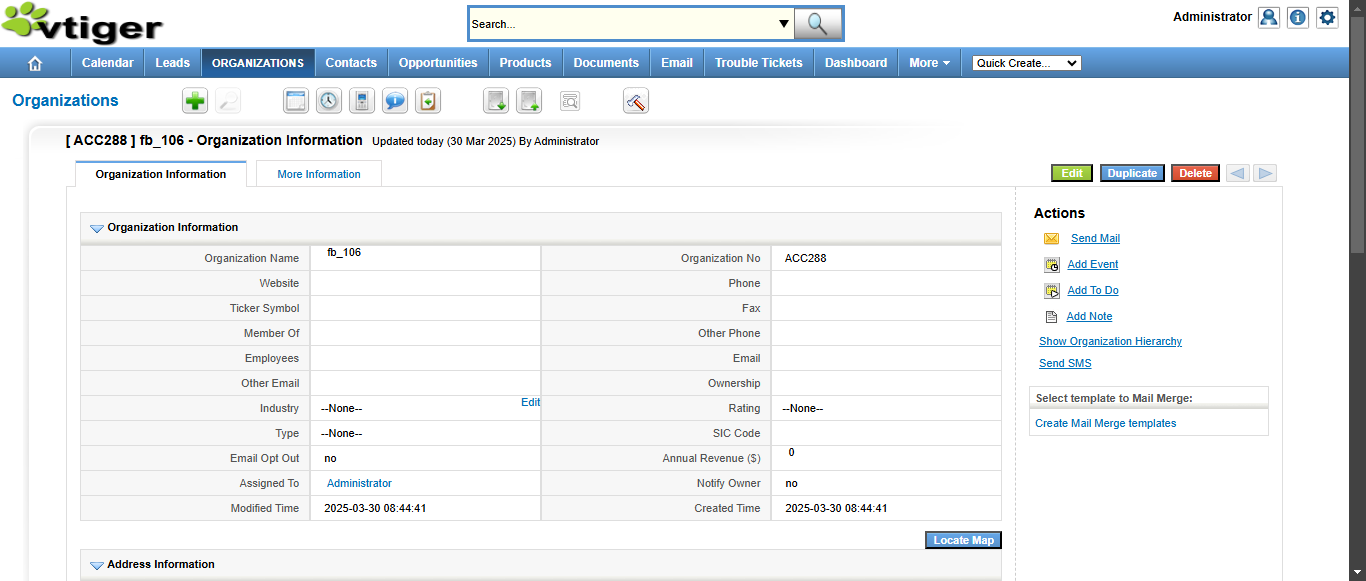 vtiger
Search...
Administrator
Calendar Leads ORGANIZATIONS Contacts Opportunities Products Documents Email Trouble Tickets Dashboard More Quick Create...
Organizations
[ ACC288 ] fb_106 - Organization Information Updated today (30 Mar 2025) By Administrator
Organization Information More Information
Edit Duplicate Delete
Organization Information
Organization Name fb_106 Organization No ACC288
Website Phone
Ticker Symbol Fax
Member Of Other Phone
Employees Email
Other Email Ownership
Industry --None-- Edit Rating --None--
Type --None-- SIC Code
Email Opt Out no Annual Revenue ($) 0
Assigned To Administrator Notify Owner no
Modified Time 2025-03-30 08:44:41 Created Time 2025-03-30 08:44:41
Locate Map
Address Information
Actions
Send Mail
Add Event
Add To Do
Add Note
Show Organization Hierarchy
Send SMS
Select template to Mail Merge:
Create Mail Merge templates